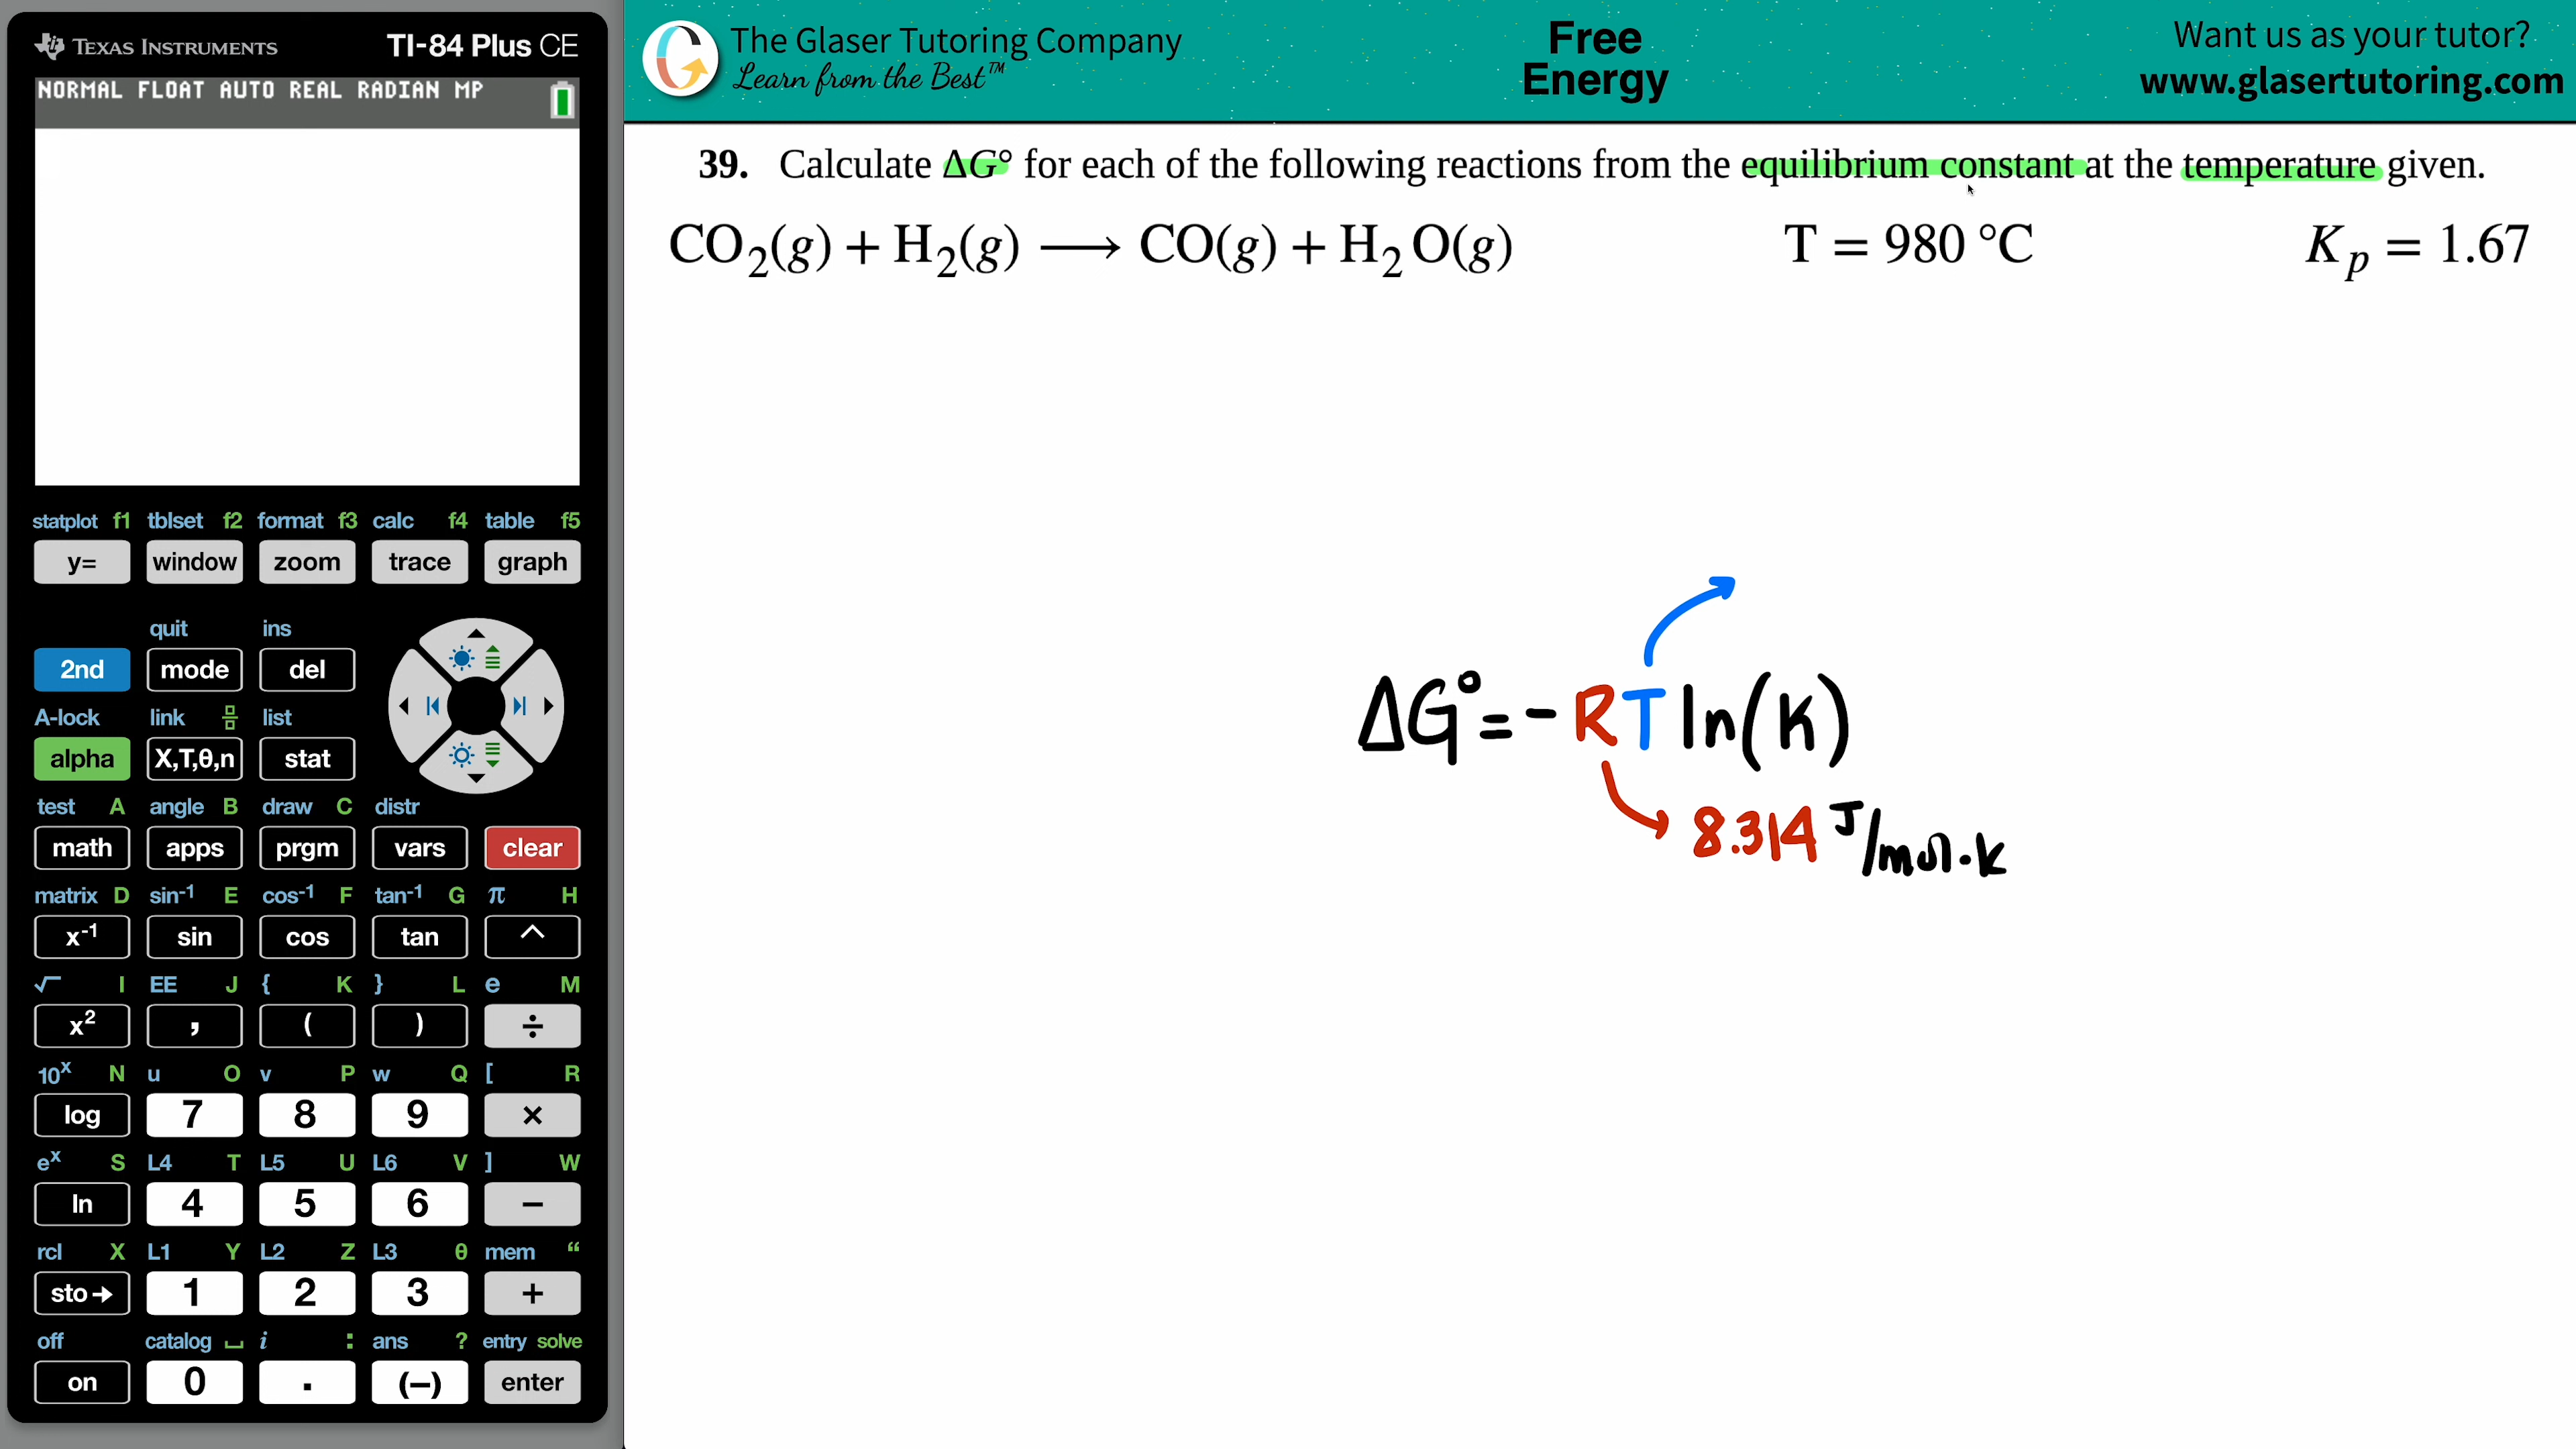 TEXAS INSTRUMENTS TI-84 Plus CE
NORMAL FLOAT AUTO REAL RADIAN MP
statplot f1 tblset f2 format f3 calc f4 table f5
y= window zoom trace graph
quit ins
2nd mode del
A-lock link list
alpha X,T,θ,n stat
test A angle B draw C distr
math apps prgm vars clear
matrix D sin⁻¹ E cos⁻¹ F tan⁻¹ G π H
x⁻¹ sin cos tan ^
√ I EE J { K } L e M
x² , ( ) ÷
10ˣ N u O v P w Q [ R
log 7 8 9 ×
eˣ S L4 T L5 U L6 V ] W
ln 4 5 6 −
rcl X L1 Y L2 Z L3 θ mem “
sto→ 1 2 3 +
off catalog ⎵ i : ans ? entry solve
on 0 . (−) enter
The Glaser Tutoring Company
Learn from the Best™
Free
Energy
Want us as your tutor?
www.glasertutoring.com
39. Calculate ΔG° for each of the following reactions from the equilibrium constant at the temperature given.
CO₂(g) + H₂(g) ⟶ CO(g) + H₂O(g) T = 980 °C Kₚ = 1.67
ΔG° = -RT ln(K)
8.314 J/mol·K